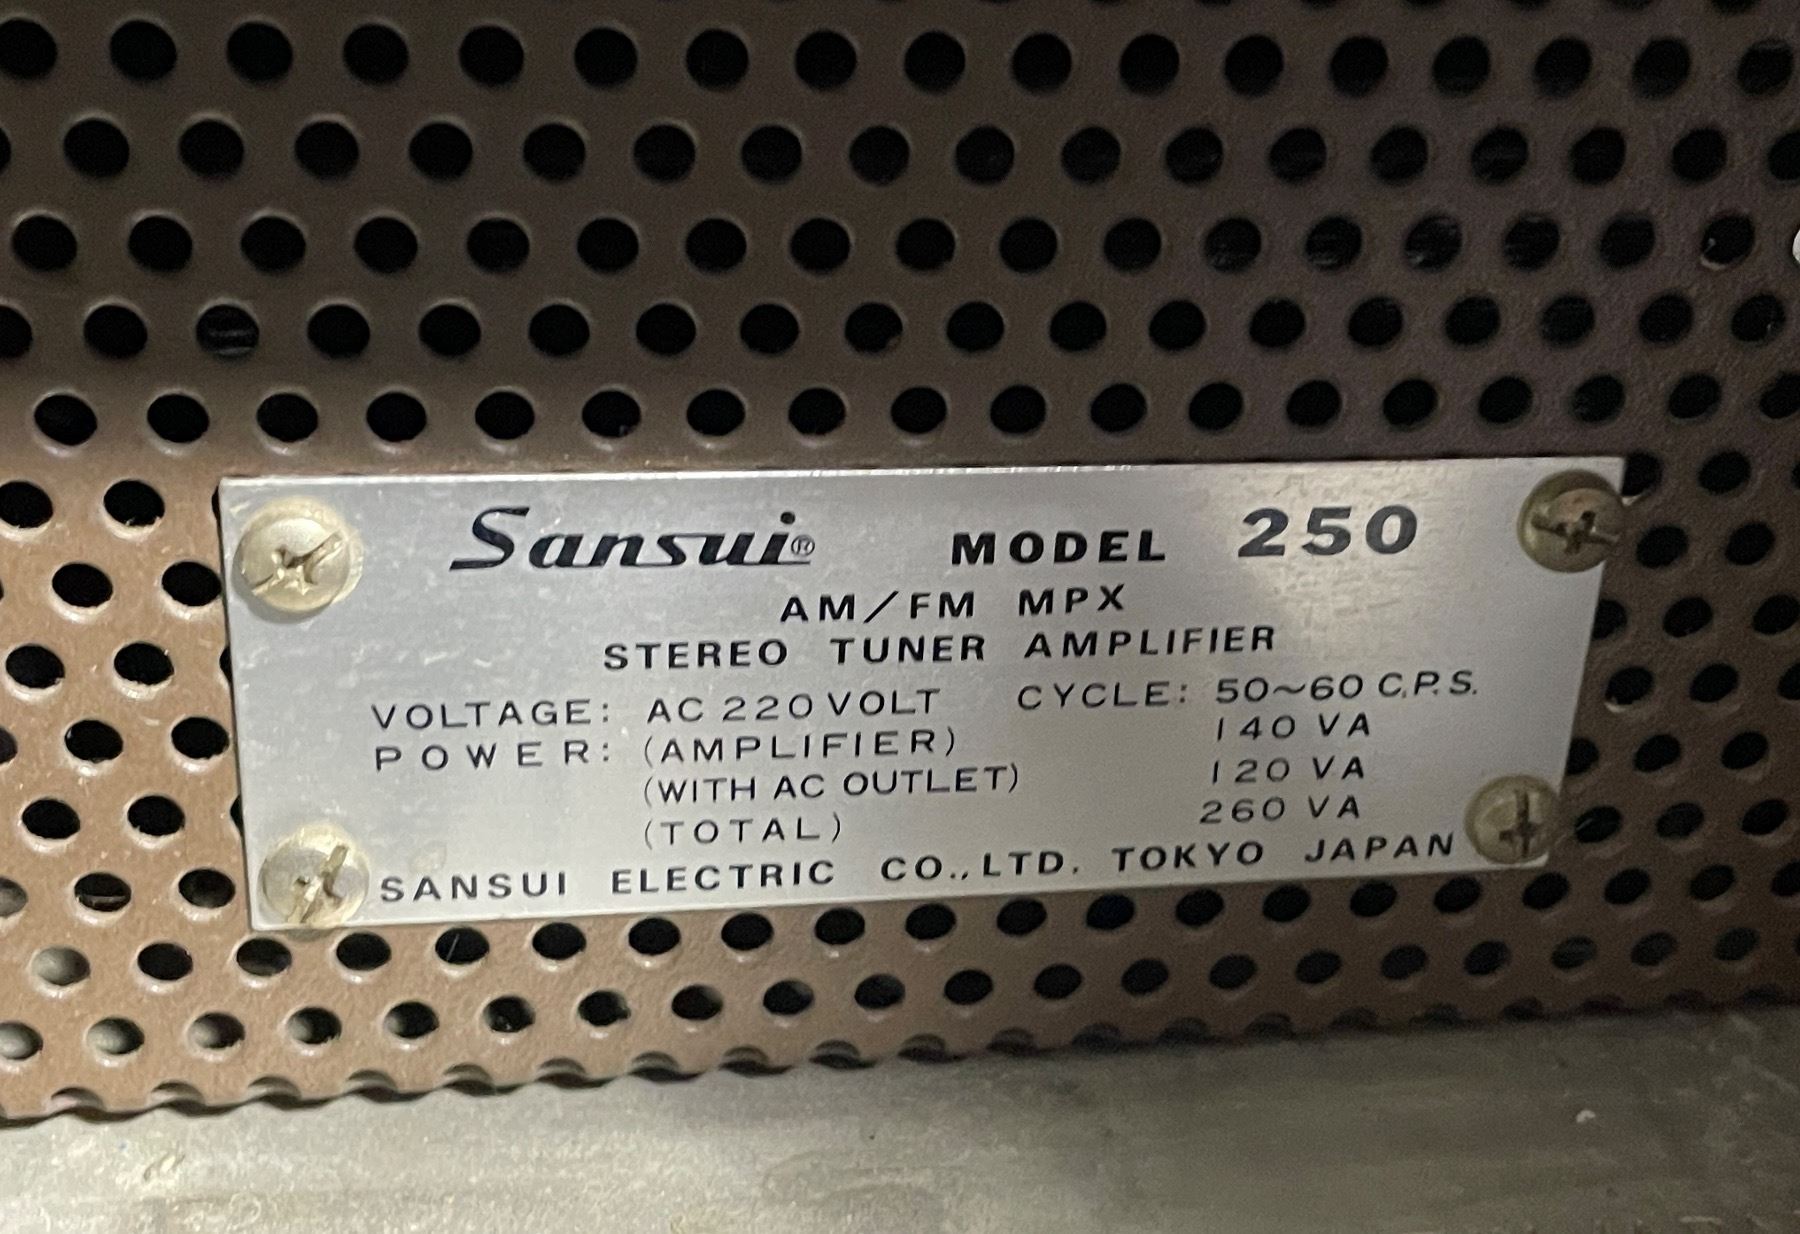 Sansui® MODEL 250
AM/FM MPX
STEREO TUNER AMPLIFIER
VOLTAGE: AC 220 VOLT CYCLE: 50~60 C.P.S.
POWER: (AMPLIFIER) 140 VA
(WITH AC OUTLET) 120 VA
(TOTAL) 260 VA
SANSUI ELECTRIC CO., LTD. TOKYO JAPAN